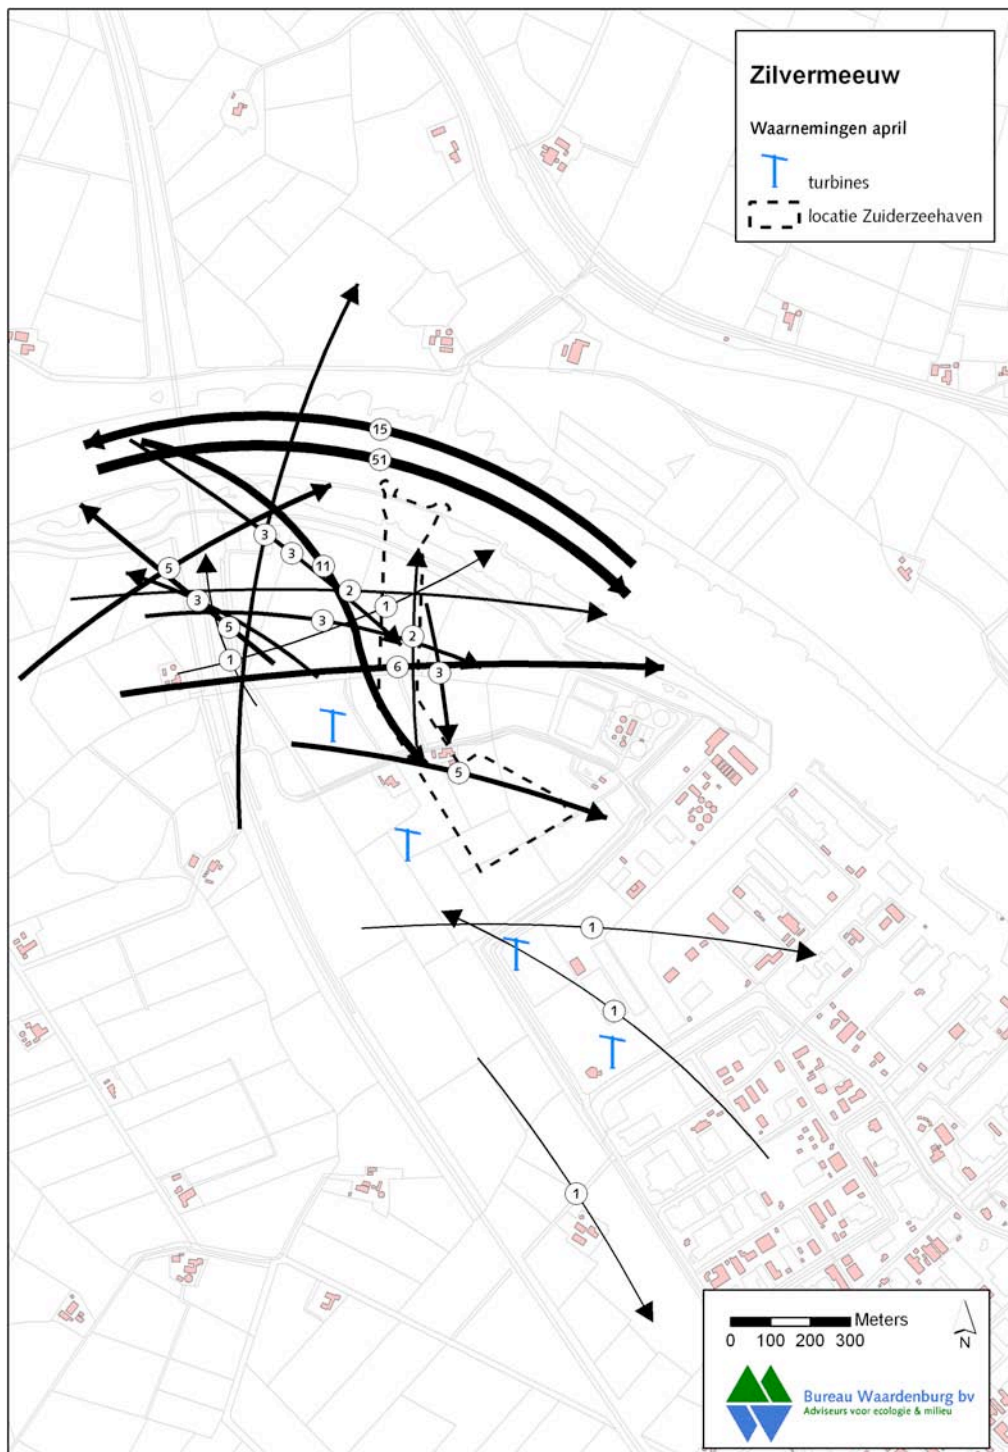 Zilvermeeuw
Waarnemingen april
turbines
locatie Zuiderzeehaven
15
51
3
3
11
5
2
3
1
3
5
2
1
6
3
5
1
1
1
Meters
0 100 200 300
N
Bureau Waardenburg bv
Adviseurs voor ecologie & milieu